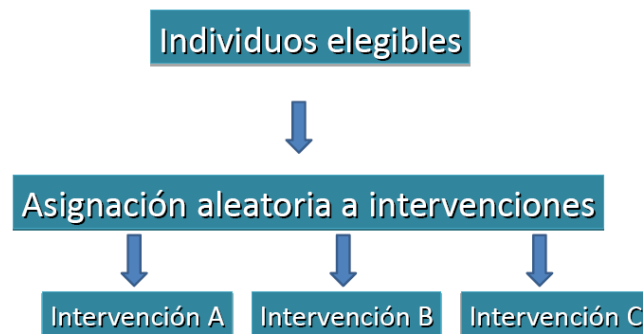 Individuos elegibles
Asignación aleatoria a intervenciones
Intervención A
Intervención B
Intervención C